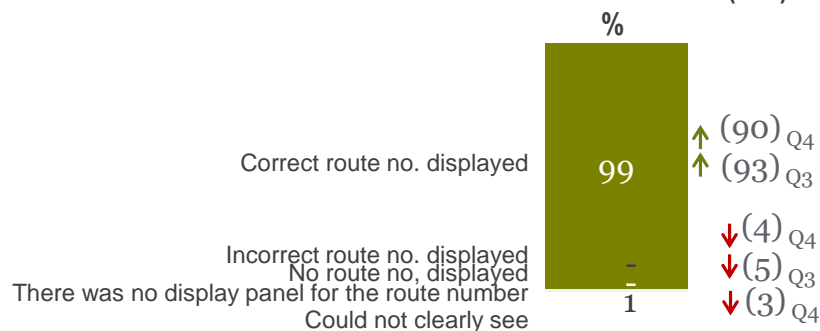 %
Correct route no. displayed
99
(90) Q4
(93) Q3
Incorrect route no. displayed
-
(4) Q4
No route no, displayed
-
(5) Q3
There was no display panel for the route number
1
(3) Q4
Could not clearly see